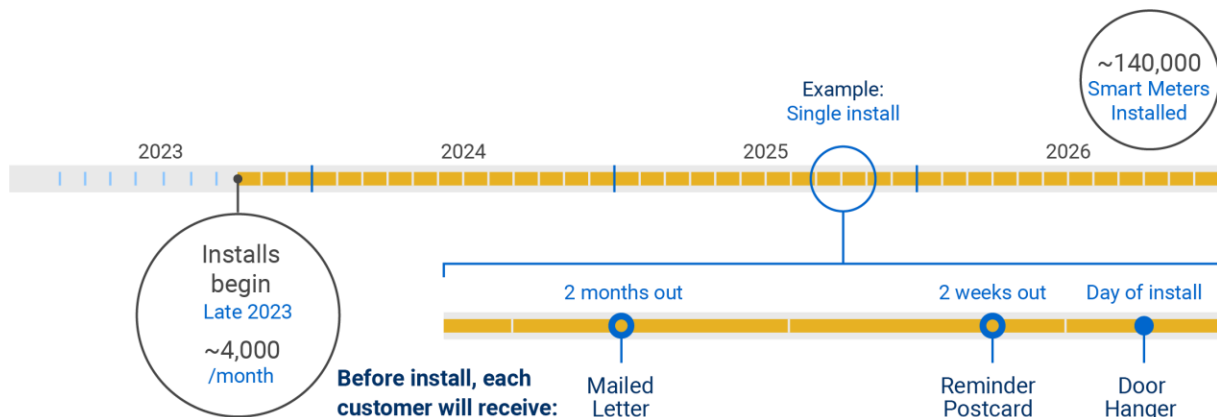 ~140,000
Smart Meters
Installed
Example:
Single install
2023
2024
2025
2026
Installs
begin
Late 2023
~4,000
/month
2 months out
2 weeks out
Day of install
Before install, each
customer will receive:
Mailed
Letter
Reminder
Postcard
Door
Hanger